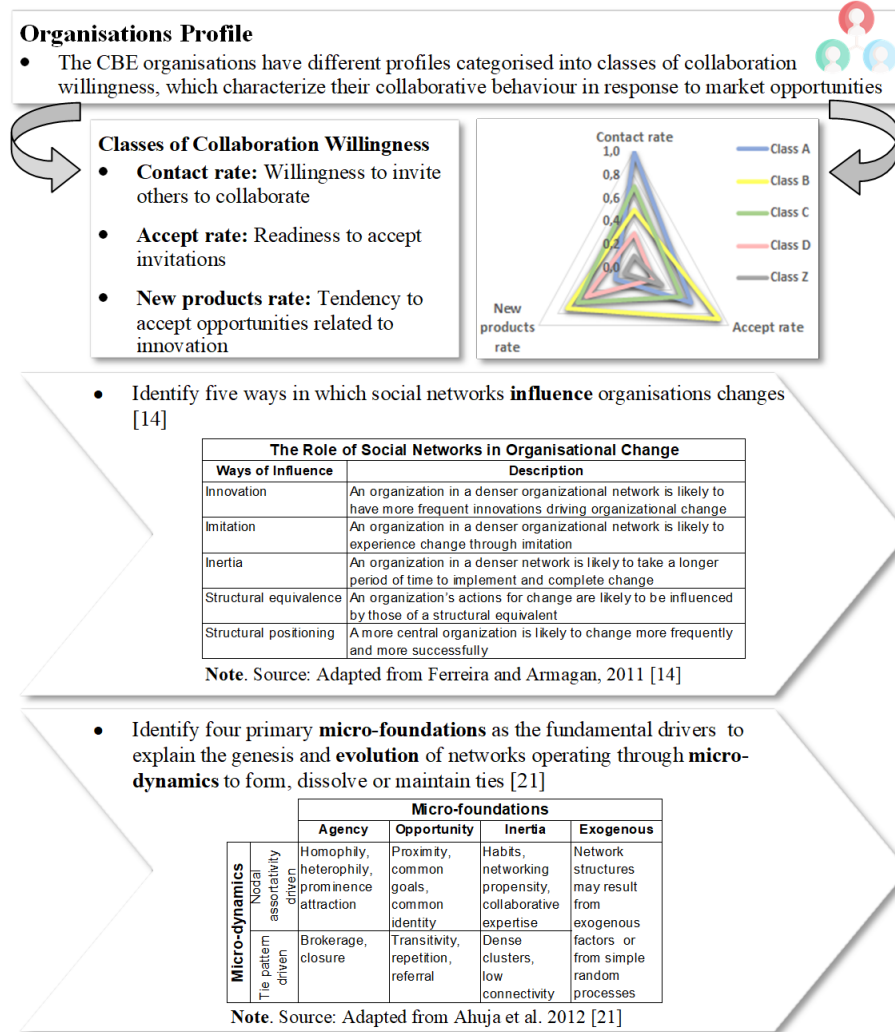 Organisations Profile
• The CBE organisations have different profiles categorised into classes of collaboration
willingness, which characterize their collaborative behaviour in response to market opportunities
Classes of Collaboration Willingness
• Contact rate: Willingness to invite
others to collaborate
• Accept rate: Readiness to accept
invitations
• New products rate: Tendency to
accept opportunities related to
innovation
Contact rate
1,0
0,8
0,6
0,4
0,2
0,0
New
products
rate
Accept rate
Class A
Class B
Class C
Class D
Class Z
• Identify five ways in which social networks influence organisations changes
[14]
The Role of Social Networks in Organisational Change
Ways of Influence Description
Innovation An organization in a denser organizational network is likely to
have more frequent innovations driving organizational change
Imitation An organization in a denser organizational network is likely to
experience change through imitation
Inertia An organization in a denser network is likely to take a longer
period of time to implement and complete change
Structural equivalence An organization's actions for change are likely to be influenced
by those of a structural equivalent
Structural positioning A more central organization is likely to change more frequently
and more successfully
Note. Source: Adapted from Ferreira and Armagan, 2011 [14]
• Identify four primary micro-foundations as the fundamental drivers to
explain the genesis and evolution of networks operating through micro-
dynamics to form, dissolve or maintain ties [21]
Micro-foundations
Agency Opportunity Inertia Exogenous
Micro-dynamics
Nodal
assortativity
driven
Homophily,
heterophily,
prominence
attraction
Proximity,
common
goals,
common
identity
Habits,
networking
propensity,
collaborative
expertise
Network
structures
may result
from
exogenous
factors or
from simple
random
processes
Tie pattern
driven
Brokerage,
closure
Transitivity,
repetition,
referral
Dense
clusters,
low
connectivity
Note. Source: Adapted from Ahuja et al. 2012 [21]